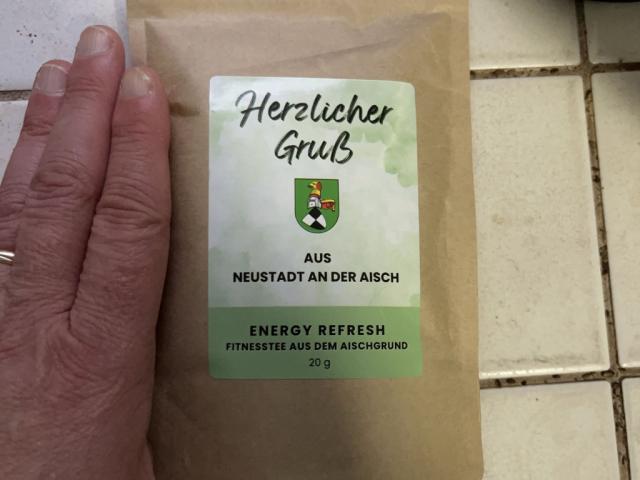 Herzlicher
Gruß
AUS
NEUSTADT AN DER AISCH
ENERGY REFRESH
FITNESSTEE AUS DEM AISCHGRUND
20 g